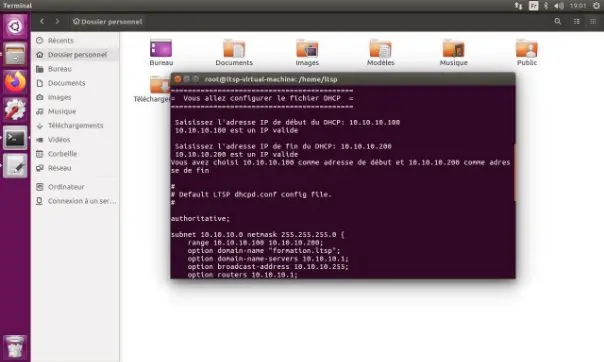 Terminal
Fr
19:01
Dossier personnel
Récents
Dossier personnel
Bureau
Documents
Images
Musique
Téléchargements
Vidéos
Corbeille
Réseau
Ordinateur
Connexion à un ser...
Bureau
Documents
Images
Modèles
Musique
Public
root@ltsp-virtual-machine: /home/ltsp
============================================
= Vous allez configurer le fichier DHCP =
============================================
Saisissez l'adresse IP de début du DHCP: 10.10.10.100
10.10.10.100 est un IP valide
Saisissez l'adresse IP de fin du DHCP: 10.10.10.200
10.10.10.200 est un IP valide
Vous avez choisi 10.10.10.100 comme adresse de début et 10.10.10.200 comme adres
se de fin
#
# Default LTSP dhcpd.conf config file.
#
authoritative;
subnet 10.10.10.0 netmask 255.255.255.0 {
range 10.10.10.100 10.10.10.200;
option domain-name "formation.ltsp";
option domain-name-servers 10.10.10.1;
option broadcast-address 10.10.10.255;
option routers 10.10.10.1;